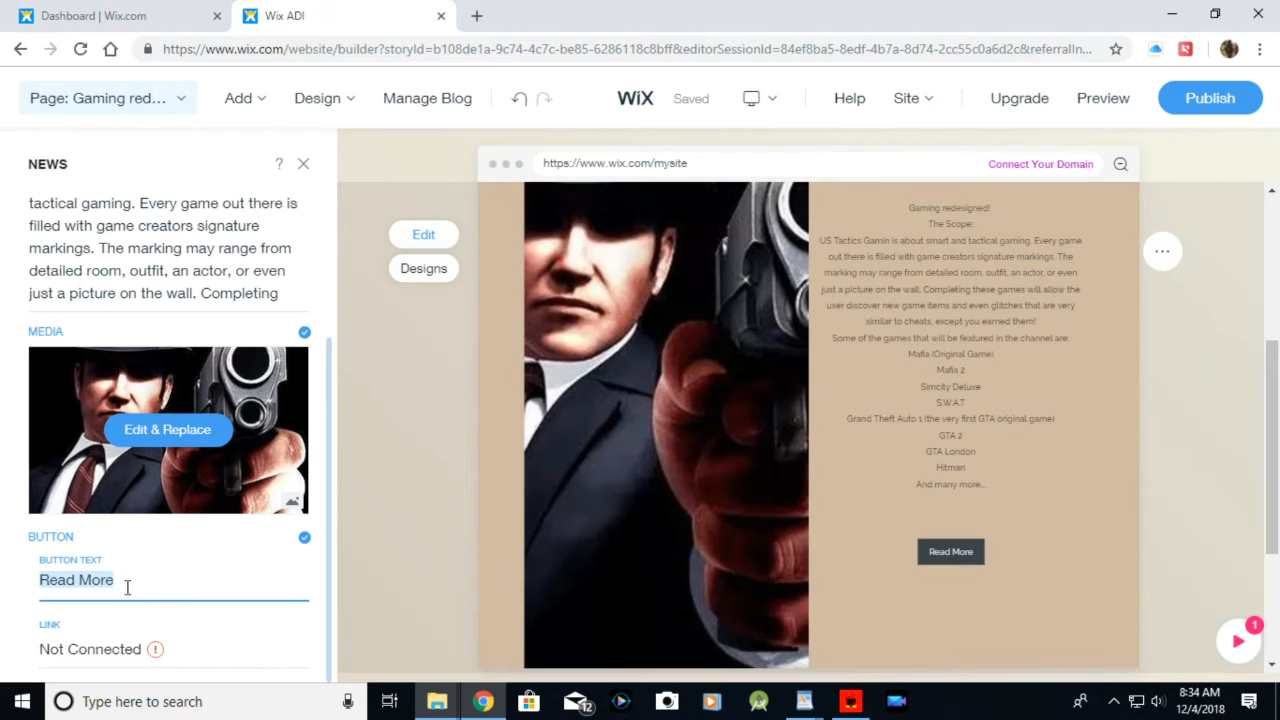 Dashboard | Wix.com
Wix ADI
https://www.wix.com/website/builder?storyId=b108de1a-9c74-4c7c-be85-6286118c8bff&editorSessionId=84ef8ba5-8edf-4b7a-8d74-2cc55c0a6d2c&referralIn...
Page: Gaming red...
Add
Design
Manage Blog
WiX
Saved
Help
Site
Upgrade
Preview
Publish
NEWS
?
tactical gaming. Every game out there is
filled with game creators signature
markings. The marking may range from
detailed room, outfit, an actor, or even
just a picture on the wall. Completing
MEDIA
Edit & Replace
BUTTON
BUTTON TEXT
Read More
LINK
Not Connected
Edit
Designs
https://www.wix.com/mysite
Connect Your Domain
Gaming redesigned!
The Scope:
US Tactics Gamin is about smart and tactical gaming. Every game
out there is filled with game creators signature markings. The
marking may range from detailed room, outfit, an actor, or even
just a picture on the wall. Completing these games will allow the
user discover new game items and even glitches that are very
similar to cheats, except you earned them!
Some of the games that will be featured in the channel are:
Mafia (Original Game)
Mafia 2
Simcity Deluxe
S.W.A.T
Grand Theft Auto 1 (the very first GTA original game)
GTA 2
GTA London
Hitman
And many more...
Read More
1
Type here to search
12
8:34 AM
12/4/2018